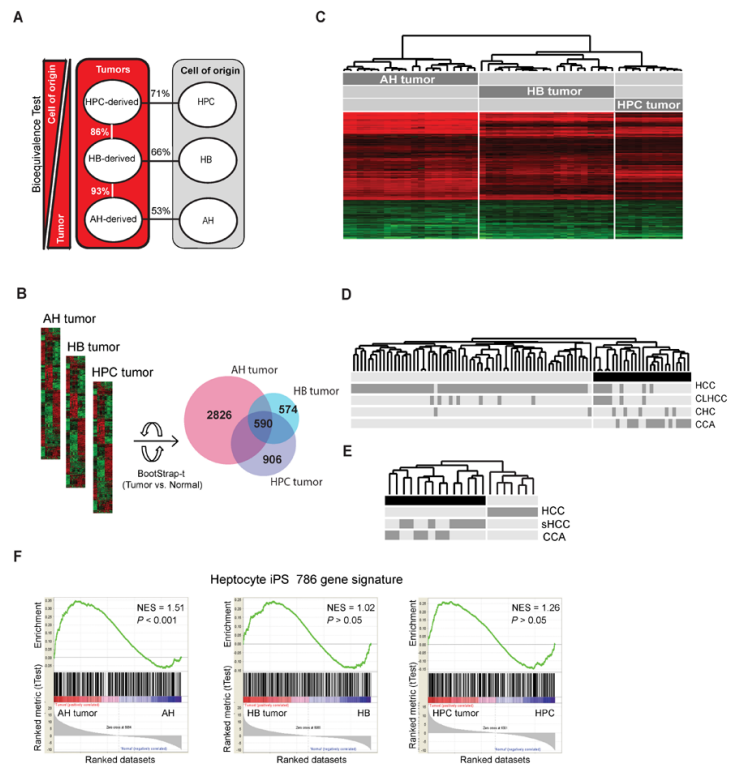 A
Bioequivalence Test
Cell of origin
Tumor
Tumors
Cell of origin
HPC-derived
71%
HPC
86%
HB-derived
66%
HB
93%
AH-derived
53%
AH
B
AH tumor
HB tumor
HPC tumor
BootStrap-t
(Tumor vs. Normal)
AH tumor
HB tumor
2826
574
590
906
HPC tumor
C
AH tumor
HB tumor
HPC tumor
D
HCC
CLHCC
CHC
CCA
E
HCC
sHCC
CCA
F
Heptocyte iPS 786 gene signature
Enrichment
NES = 1.51
P < 0.001
Ranked metric (tTest)
AH tumor
AH
Ranked datasets
Enrichment
NES = 1.02
P > 0.05
Ranked metric (tTest)
HB tumor
HB
Ranked datasets
Enrichment
NES = 1.26
P > 0.05
Ranked metric (tTest)
HPC tumor
HPC
Ranked datasets